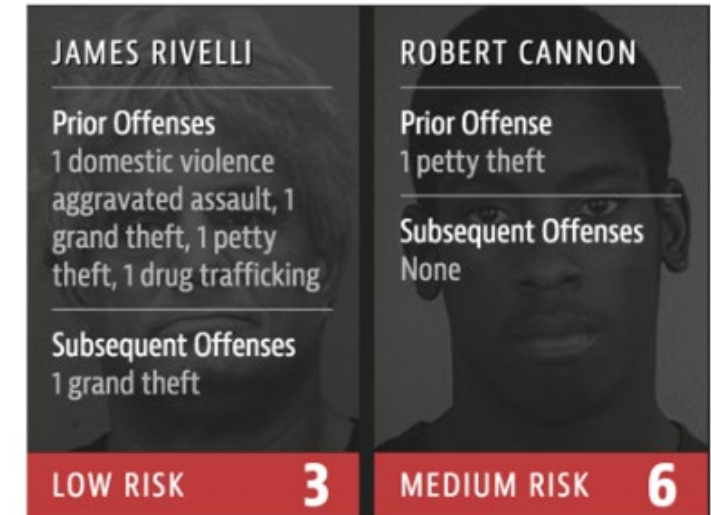 JAMES RIVELLI
Prior Offenses
1 domestic violence
aggravated assault, 1
grand theft, 1 petty
theft, 1 drug trafficking
Subsequent Offenses
1 grand theft
LOW RISK 3
ROBERT CANNON
Prior Offense
1 petty theft
Subsequent Offenses
None
MEDIUM RISK 6